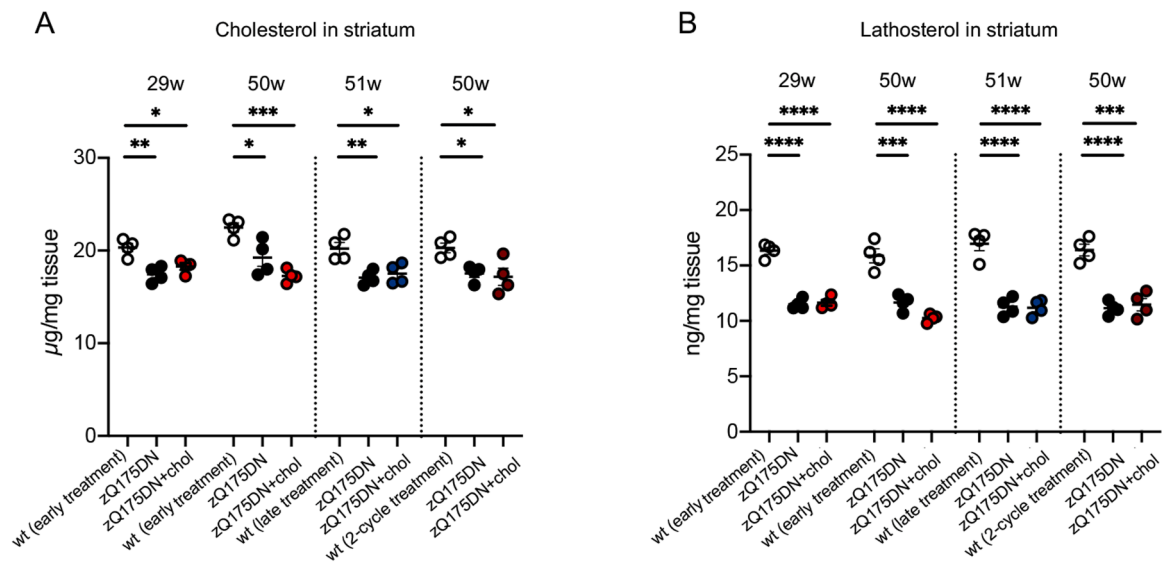 A
Cholesterol in striatum
29w
50w
51w
50w
*
***
*
*
**
*
**
*
30
20
10
0
µg/mg tissue
wt (early treatment)
zQ175DN
zQ175DN+chol
wt (early treatment)
zQ175DN
zQ175DN+chol
wt (late treatment)
zQ175DN
zQ175DN+chol
wt (2-cycle treatment)
zQ175DN
zQ175DN+chol
B
Lathosterol in striatum
29w
50w
51w
50w
****
****
****
***
****
***
****
****
25
20
15
10
5
0
ng/mg tissue
wt (early treatment)
zQ175DN
zQ175DN+chol
wt (early treatment)
zQ175DN
zQ175DN+chol
wt (late treatment)
zQ175DN
zQ175DN+chol
wt (2-cycle treatment)
zQ175DN
zQ175DN+chol